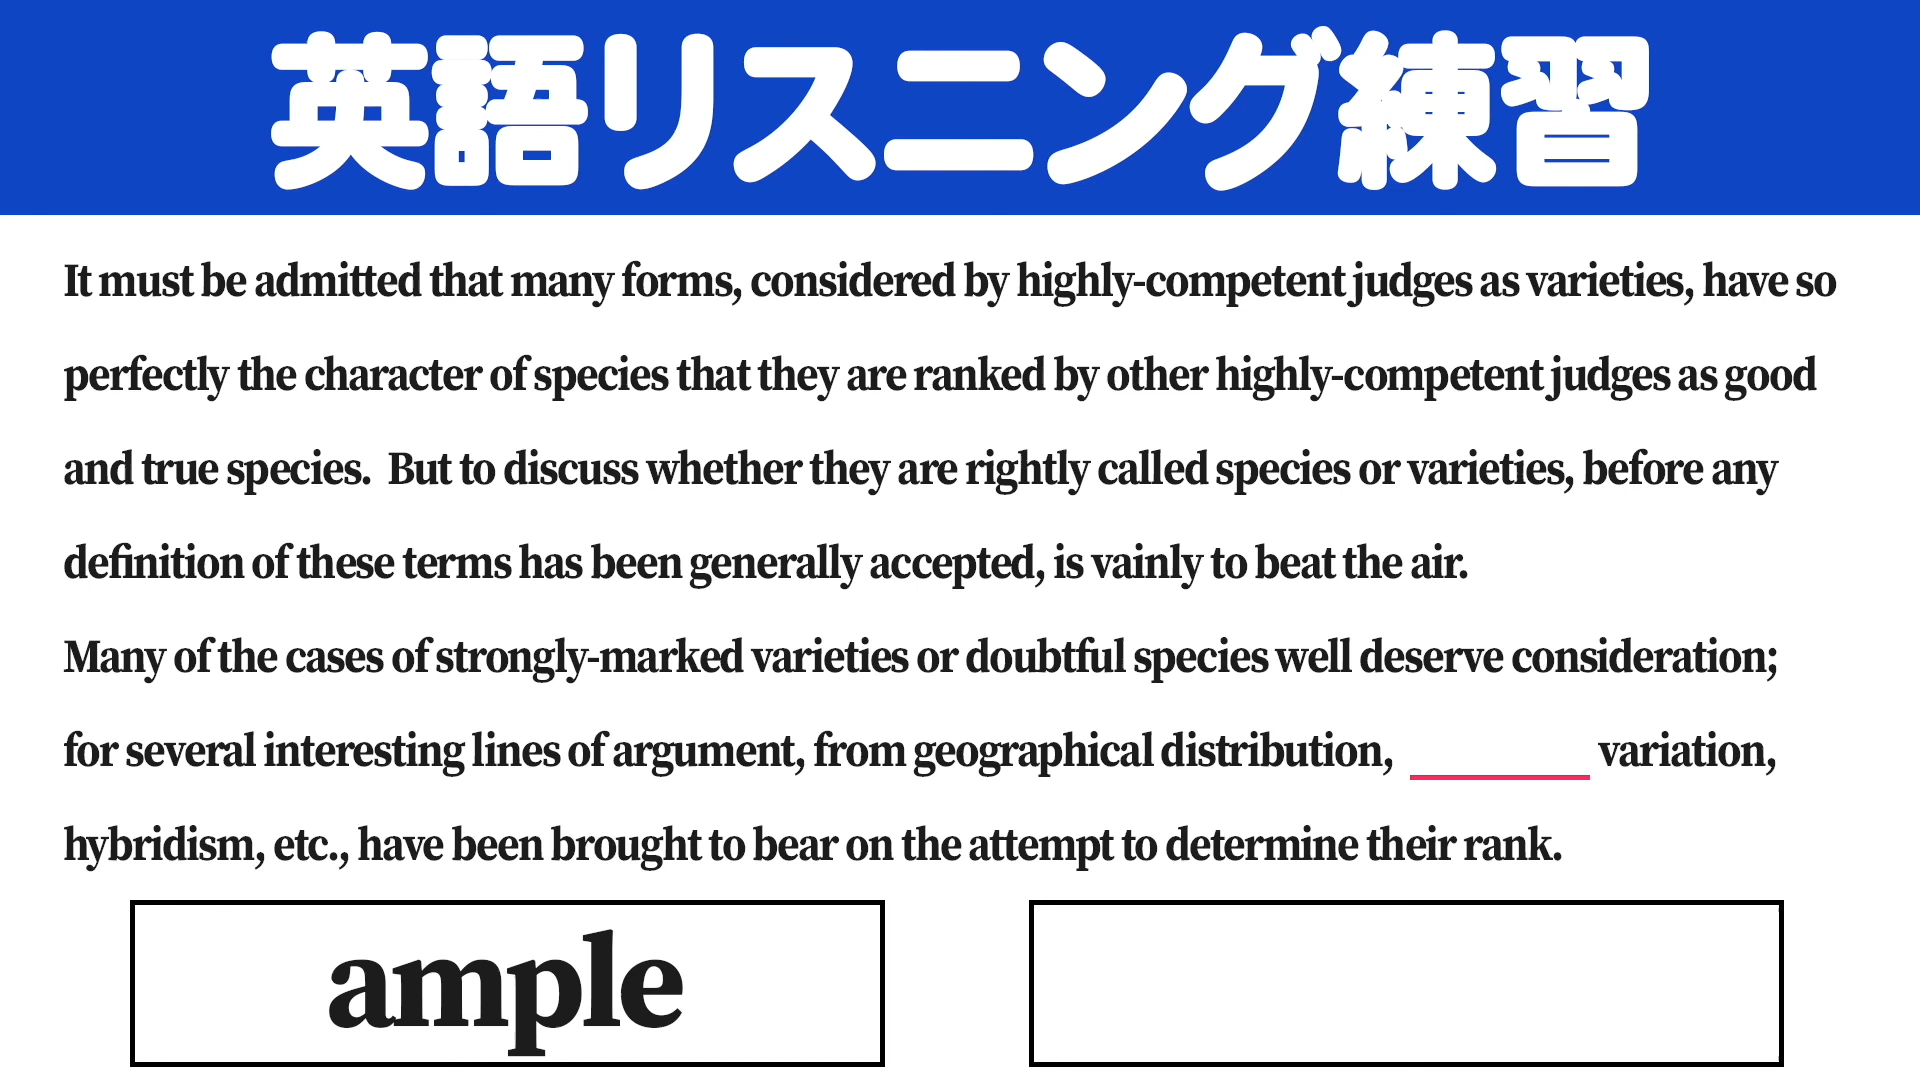 英語リスニング練習
It must be admitted that many forms, considered by highly-competent judges as varieties, have so
perfectly the character of species that they are ranked by other highly-competent judges as good
and true species.  But to discuss whether they are rightly called species or varieties, before any
definition of these terms has been generally accepted, is vainly to beat the air.
Many of the cases of strongly-marked varieties or doubtful species well deserve consideration;
for several interesting lines of argument, from geographical distribution, ______ variation,
hybridism, etc., have been brought to bear on the attempt to determine their rank.
ample